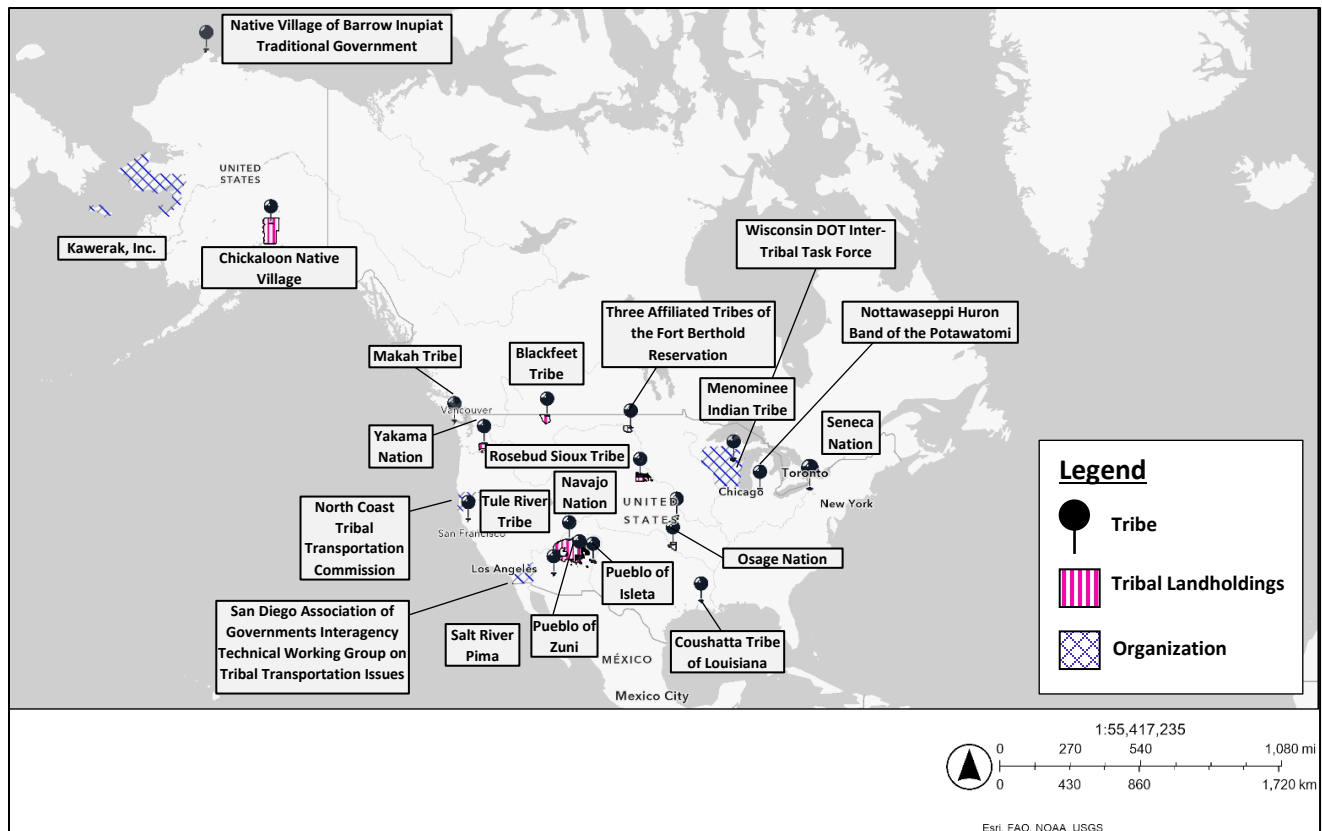 Native Village of Barrow Inupiat
Traditional Government
UNITED
STATES
Kawerak, Inc.
Chickaloon Native
Village
Wisconsin DOT Inter-
Tribal Task Force
Three Affiliated Tribes of
the Fort Berthold
Reservation
Nottawaseppi Huron
Band of the Potawatomi
Makah Tribe
Blackfeet
Tribe
Menominee
Indian Tribe
Vancouver
Seneca
Nation
Yakama
Nation
Rosebud Sioux Tribe
Toronto
Chicago
New York
Navajo
Nation
North Coast
Tribal
Transportation
Commission
Tule River
Tribe
UNITED
STATES
San Francisco
Osage Nation
Los Angeles
Pueblo of
Isleta
San Diego Association of
Governments Interagency
Technical Working Group on
Tribal Transportation Issues
Salt River
Pima
Pueblo of
Zuni
Coushatta Tribe
of Louisiana
MÉXICO
Mexico City
Legend
Tribe
Tribal Landholdings
Organization
1:55,417,235
0 270 540 1,080 mi
0 430 860 1,720 km
Esri, FAO, NOAA, USGS